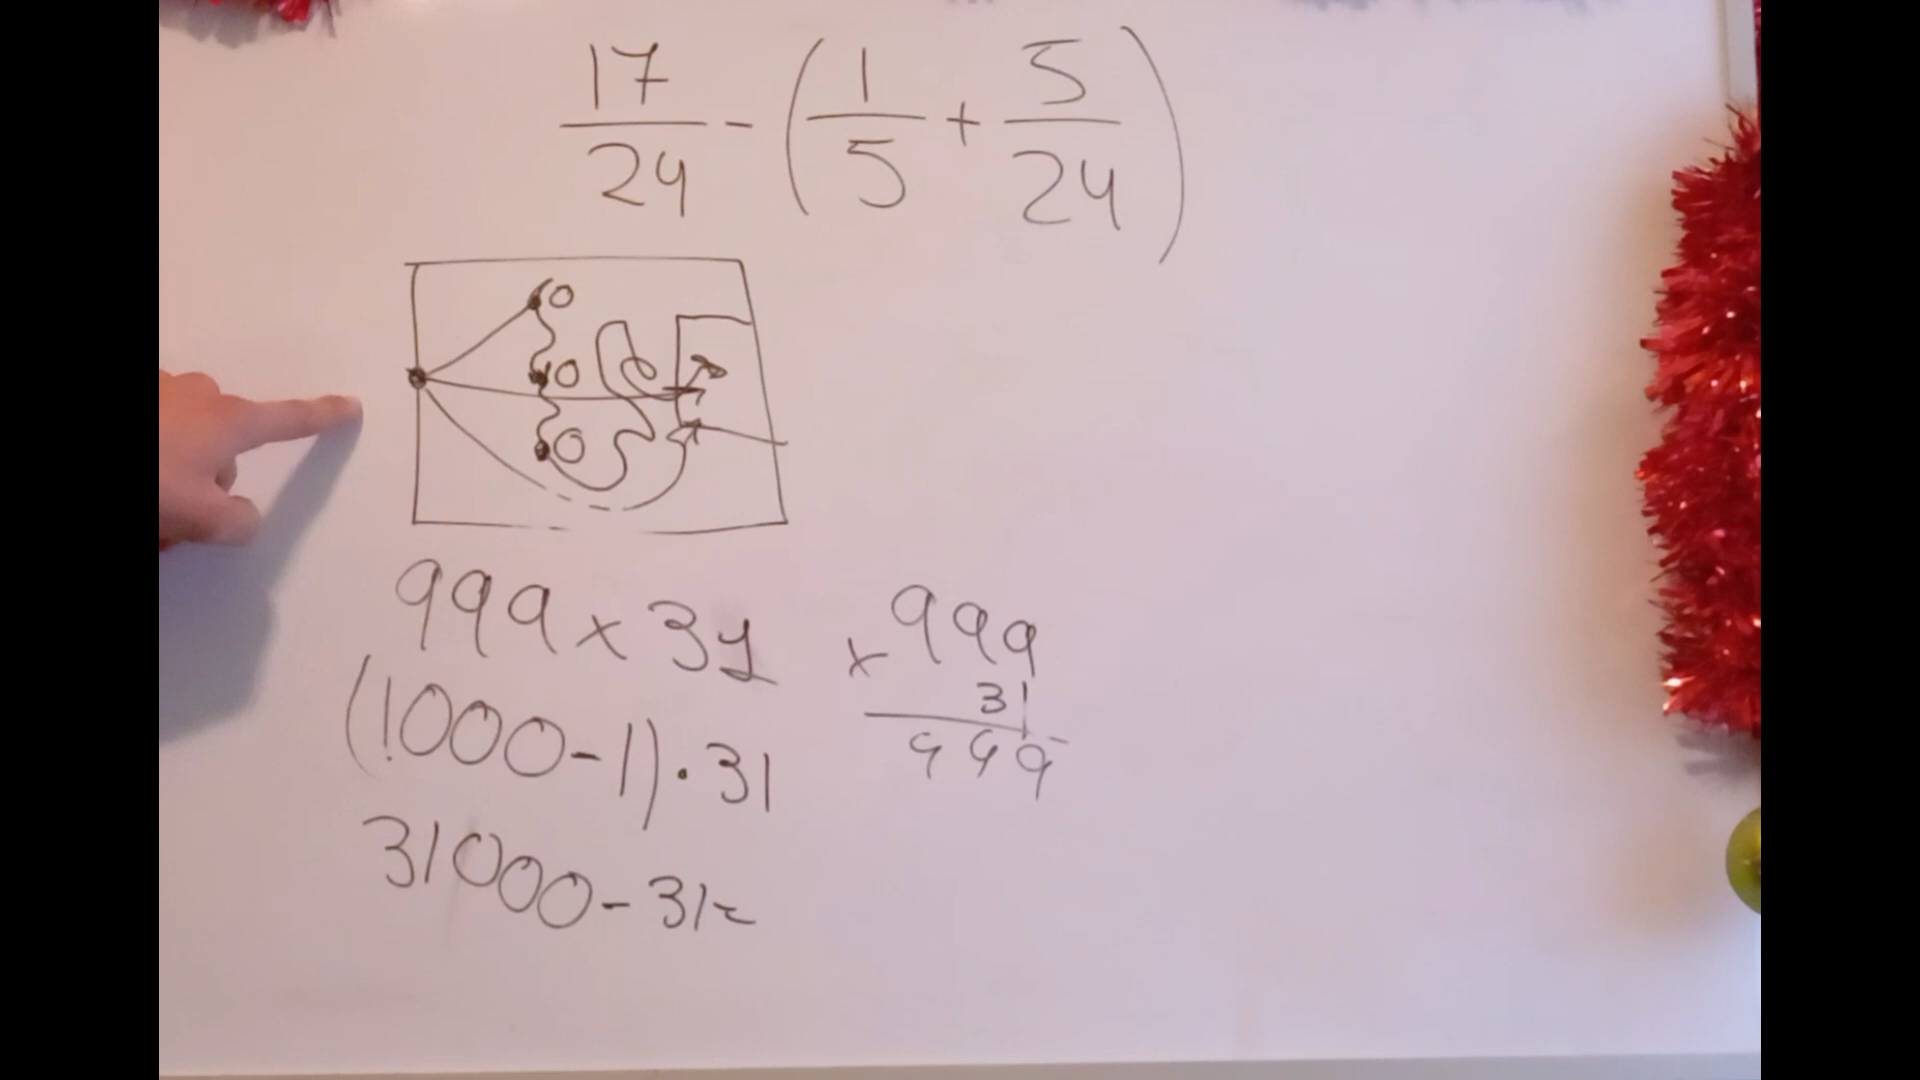 17/24 - (1/5 + 5/24)
0
0
0
999 x 31
(1000-1)·31
31000-31=
x 999
31
999